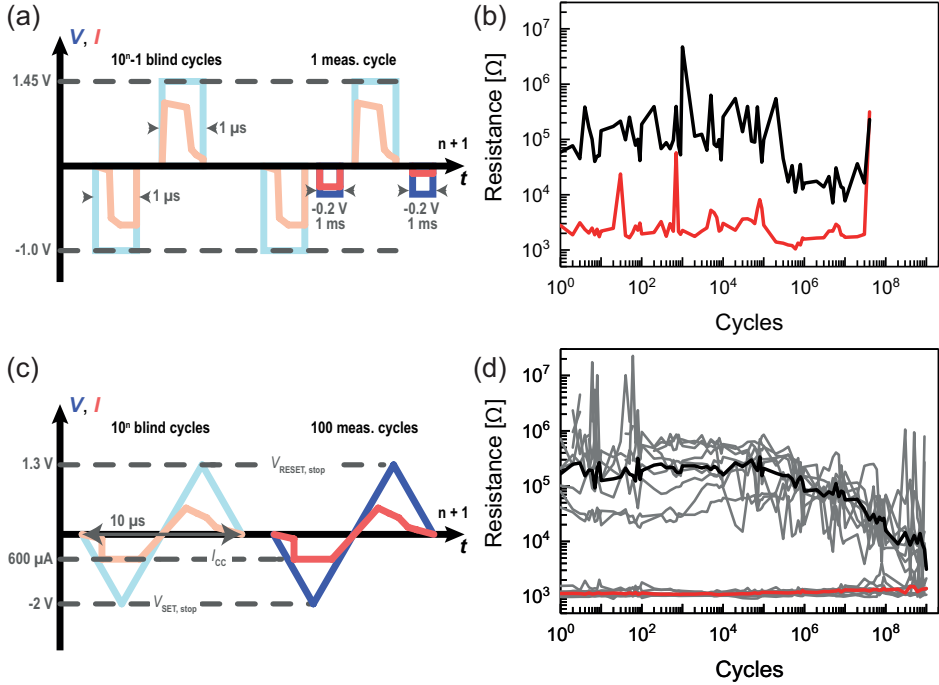 (a)
V, I
10ⁿ-1 blind cycles
1 meas. cycle
1.45 V
1 µs
n + 1
t
1 µs
-0.2 V
1 ms
-0.2 V
1 ms
-1.0 V
(b)
Resistance [Ω]
10⁷
10⁶
10⁵
10⁴
10³
10⁰
10²
10⁴
10⁶
10⁸
Cycles
(c)
V, I
10ⁿ blind cycles
100 meas. cycles
1.3 V
V_RESET, stop
10 µs
n + 1
t
600 µA
I_CC
-2 V
V_SET, stop
(d)
Resistance [Ω]
10⁷
10⁶
10⁵
10⁴
10³
10⁰
10²
10⁴
10⁶
10⁸
Cycles